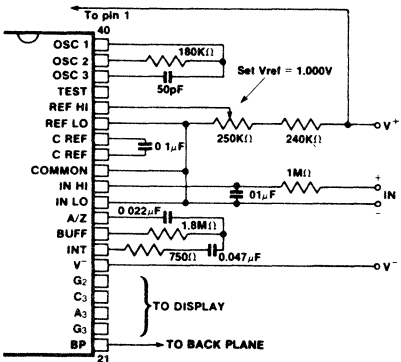 To pin 1
40
OSC 1
OSC 2
180KΩ
OSC 3
50pF
TEST
Set Vref = 1.000V
REF HI
REF LO
250KΩ
240KΩ
V+
C REF
0 1µF
C REF
COMMON
1MΩ
+
IN HI
01µF
IN
IN LO
−
A/Z
0 022µF
BUFF
1.8MΩ
INT
750Ω
0.047µF
V−
V−
G2
C3
TO DISPLAY
A3
G3
BP
TO BACK PLANE
21